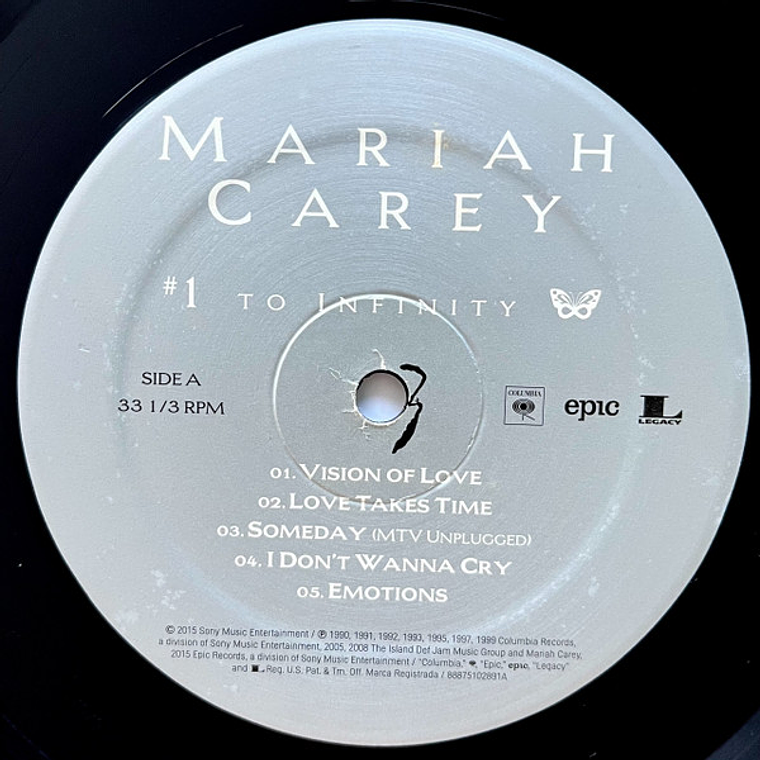 MARIAH
CAREY
#1 TO INFINITY
SIDE A
33 1/3 RPM
COLUMBIA
epic
L
LEGACY
3
01. VISION OF LOVE
02. LOVE TAKES TIME
03. SOMEDAY (MTV UNPLUGGED)
04. I DON'T WANNA CRY
05. EMOTIONS
© 2015 Sony Music Entertainment / ℗ 1990, 1991, 1992, 1993, 1995, 1997, 1999 Columbia Records,
a division of Sony Music Entertainment, 2005, 2008 The Island Def Jam Music Group and Mariah Carey,
2015 Epic Records, a division of Sony Music Entertainment / "Columbia," "Epic," epic, "Legacy"
and L Reg. U.S. Pat. & Tm. Off. Marca Registrada / 88875102891A